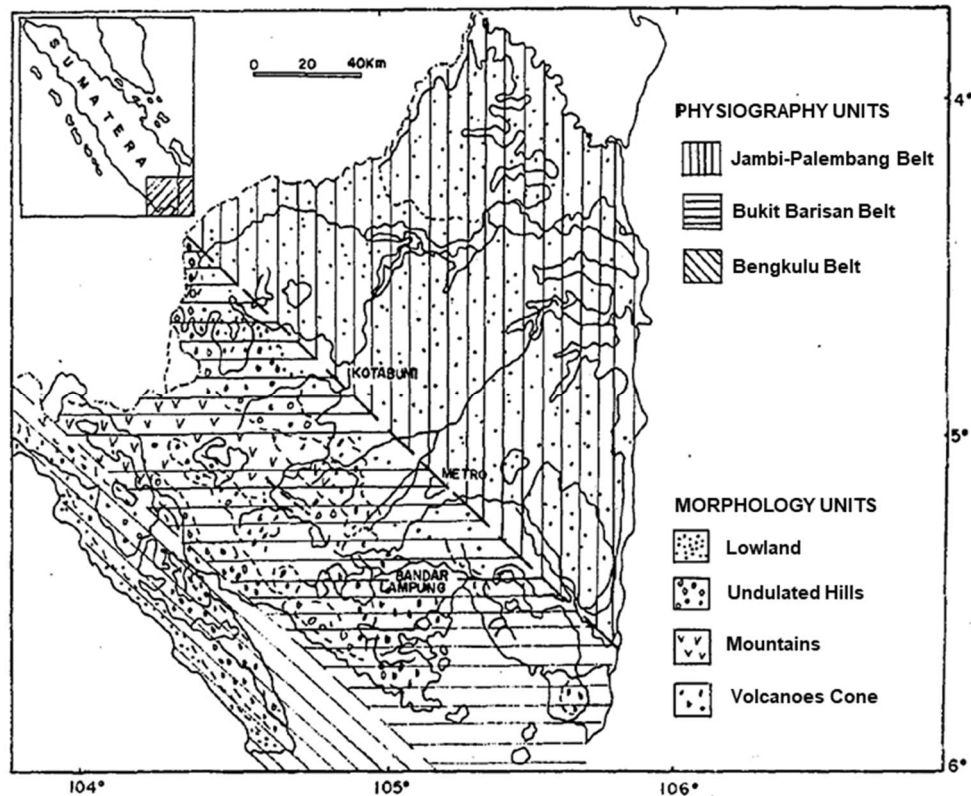 SUMATERA
0 20 40Km
4°
PHYSIOGRAPHY UNITS
Jambi-Palembang Belt
Bukit Barisan Belt
Bengkulu Belt
KOTABUMI
5°
METRO
MORPHOLOGY UNITS
Lowland
BANDAR
LAMPUNG
Undulated Hills
Mountains
Volcanoes Cone
6°
104° 105° 106°